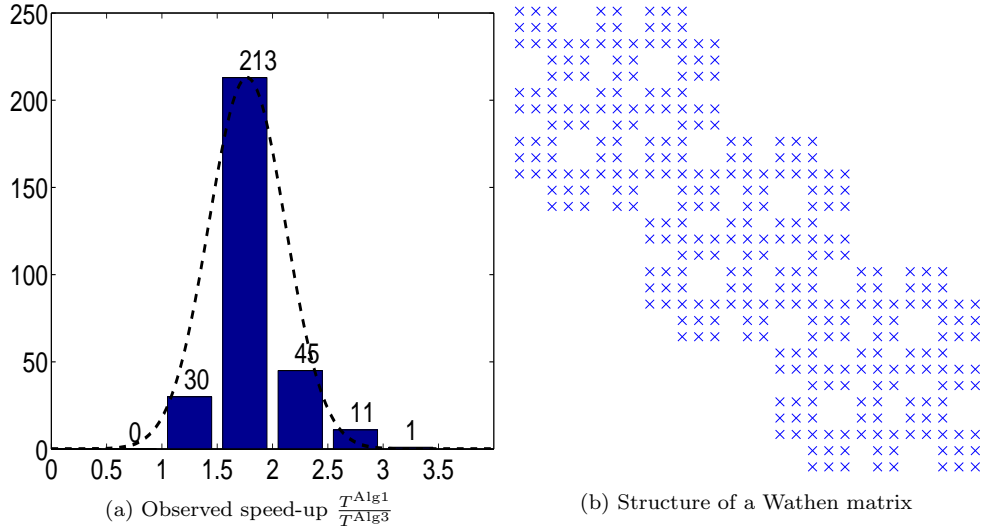 250
200
150
100
50
0
0 30 213 45 11 1
0 0.5 1 1.5 2 2.5 3 3.5
(a) Observed speed-up T^Alg1/T^Alg3
(b) Structure of a Wathen matrix